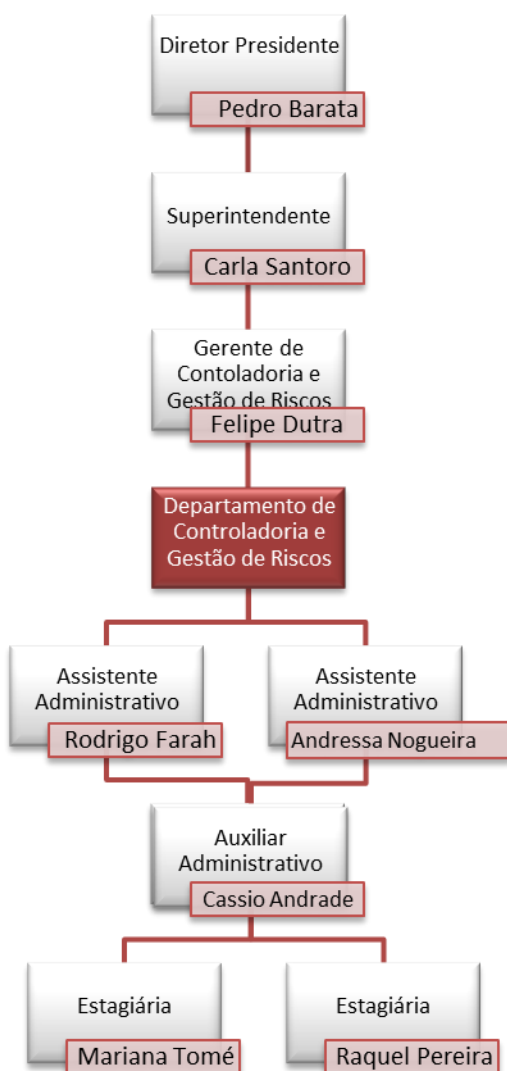 Diretor Presidente
Pedro Barata
Superintendente
Carla Santoro
Gerente de
Contoladoria e
Gestão de Riscos
Felipe Dutra
Departamento de
Controladoria e
Gestão de Riscos
Assistente
Administrativo
Rodrigo Farah
Assistente
Administrativo
Andressa Nogueira
Auxiliar
Administrativo
Cassio Andrade
Estagiária
Mariana Tomé
Estagiária
Raquel Pereira